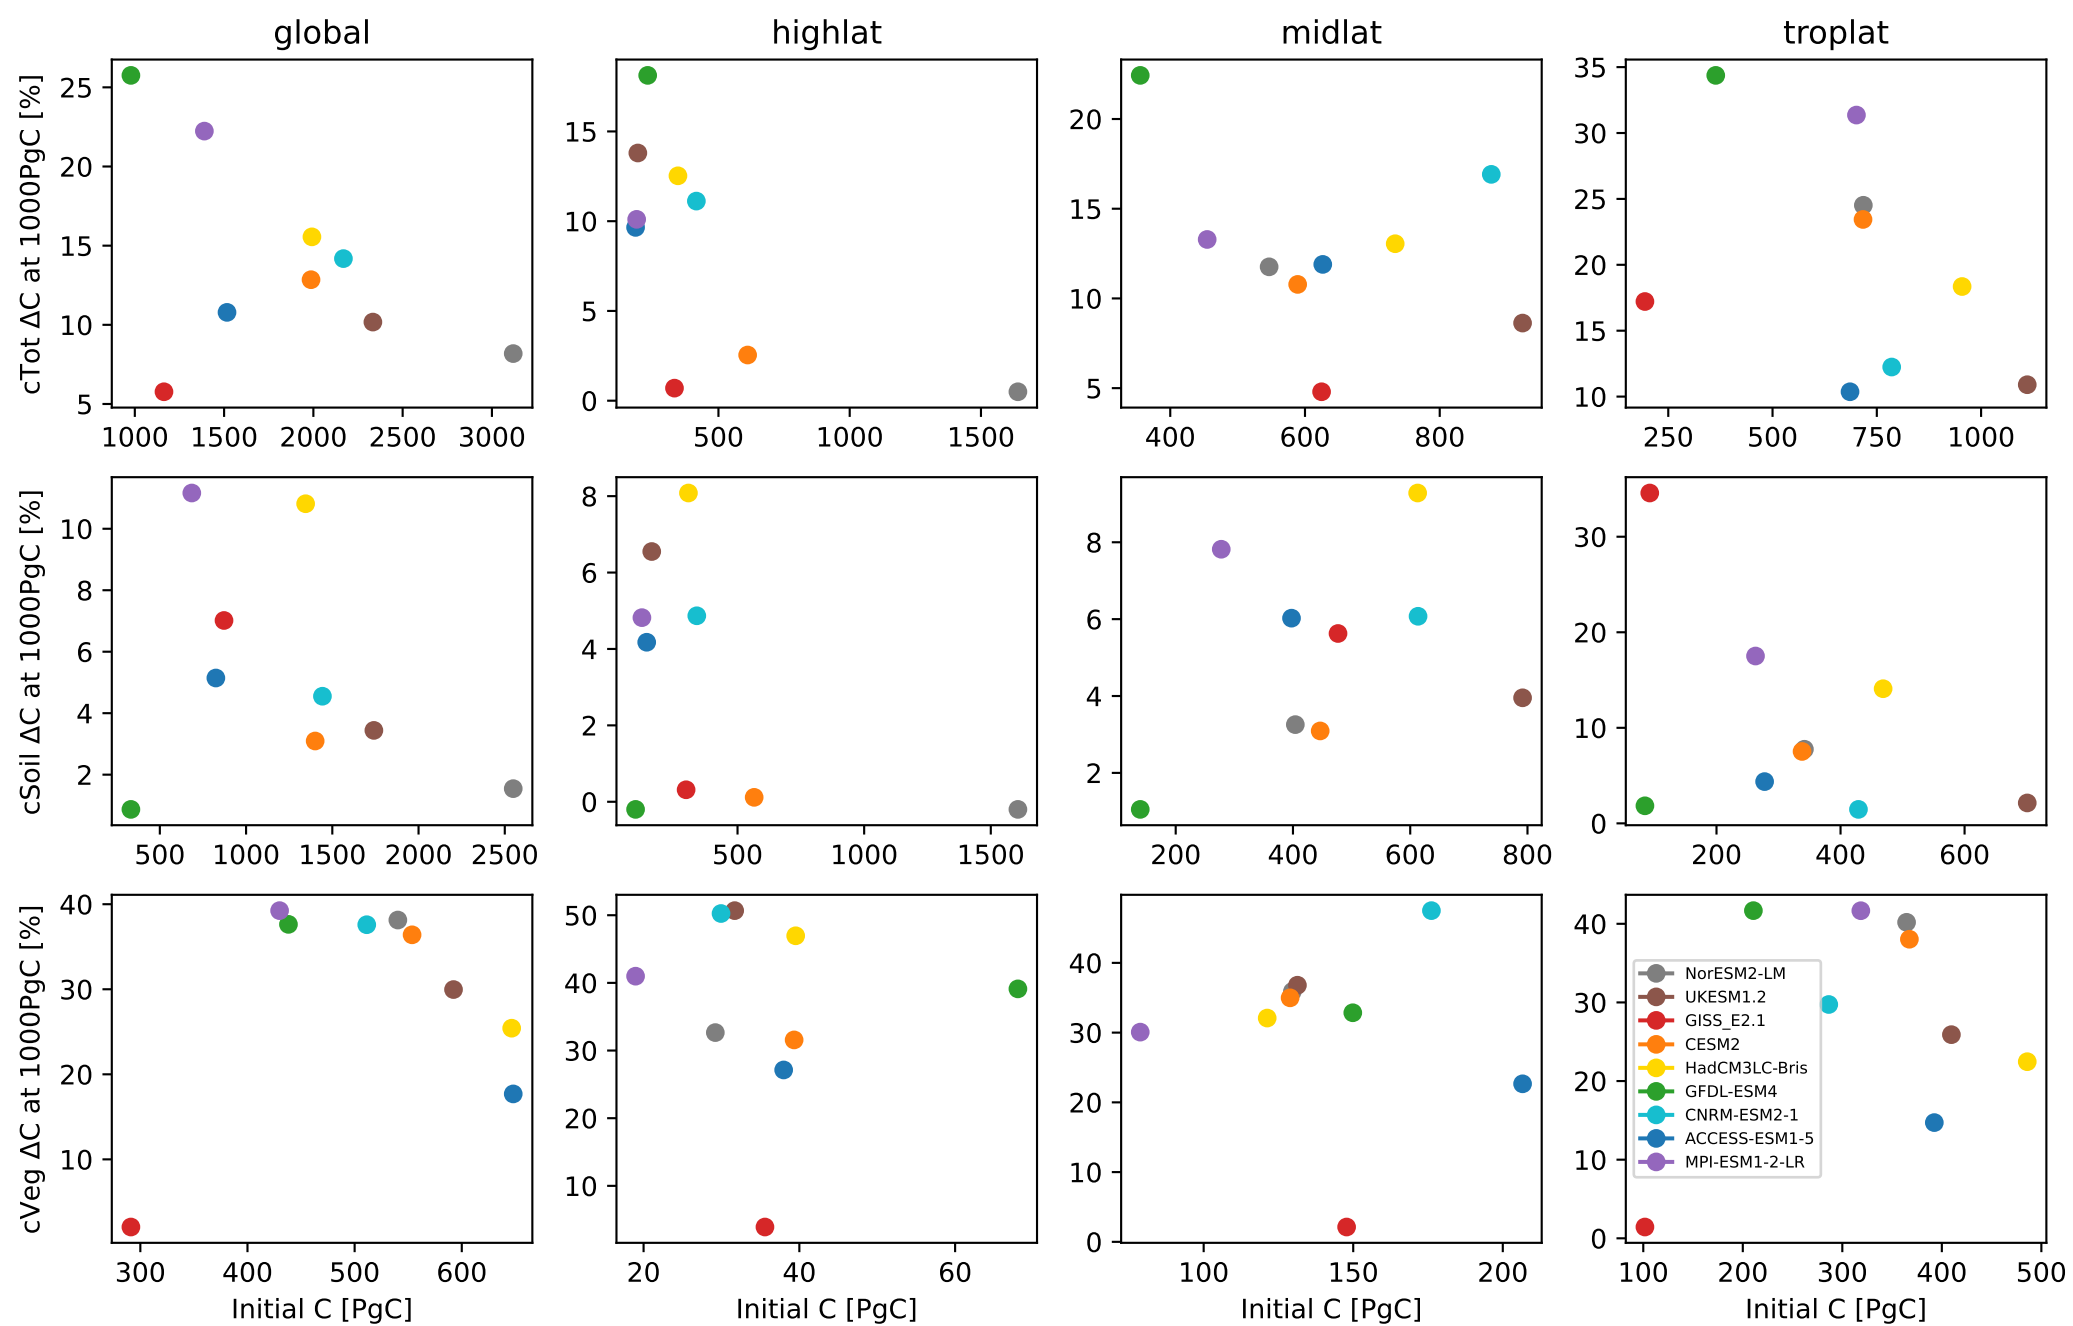 global highlat midlat troplat
cTot ΔC at 1000PgC [%]
25
20
15
10
5
1000 1500 2000 2500 3000
15
10
5
0
500 1000 1500
20
15
10
5
400 600 800
35
30
25
20
15
10
250 500 750 1000
cSoil ΔC at 1000PgC [%]
10
8
6
4
2
500 1000 1500 2000 2500
8
6
4
2
0
500 1000 1500
8
6
4
2
200 400 600 800
30
20
10
0
200 400 600
cVeg ΔC at 1000PgC [%]
40
30
20
10
300 400 500 600
Initial C [PgC]
50
40
30
20
10
20 40 60
Initial C [PgC]
40
30
20
10
0
100 150 200
Initial C [PgC]
40
30
20
10
0
NorESM2-LM
UKESM1.2
GISS_E2.1
CESM2
HadCM3LC-Bris
GFDL-ESM4
CNRM-ESM2-1
ACCESS-ESM1-5
MPI-ESM1-2-LR
100 200 300 400 500
Initial C [PgC]